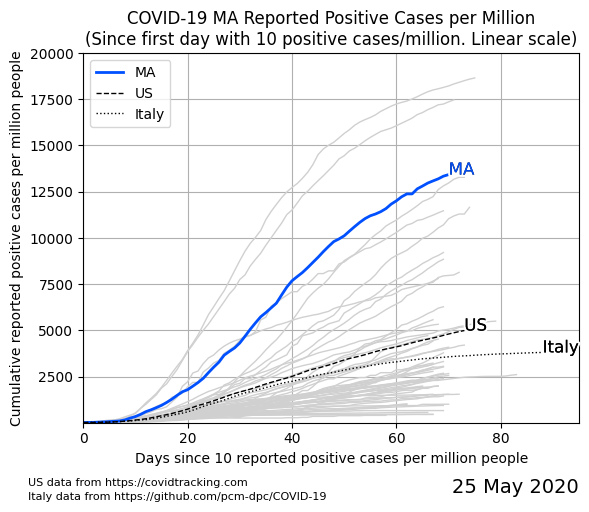 COVID-19 MA Reported Positive Cases per Million
(Since first day with 10 positive cases/million. Linear scale)
Cumulative reported positive cases per million people
20000
17500
15000
12500
10000
7500
5000
2500
MA
US
Italy
MA
US
Italy
0
20
40
60
80
Days since 10 reported positive cases per million people
US data from https://covidtracking.com
Italy data from https://github.com/pcm-dpc/COVID-19
25 May 2020